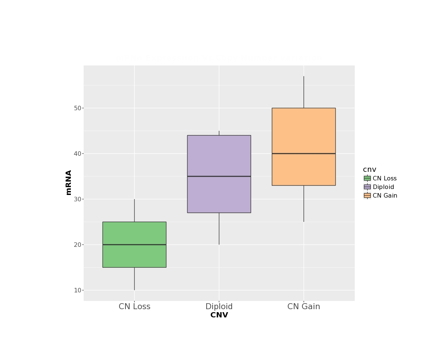 50
40
30
20
10
mRNA
CN Loss Diploid CN Gain
CNV
cnv
CN Loss
Diploid
CN Gain